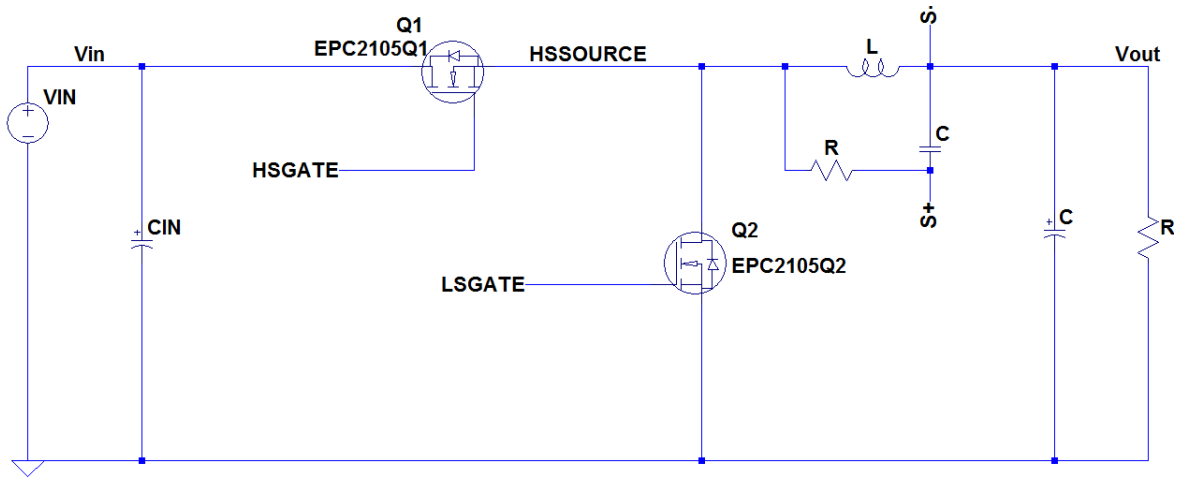 S-
Q1
EPC2105Q1
Vin
HSSOURCE
L
Vout
VIN
+
−
C
R
HSGATE
S+
+
CIN
+
C
R
Q2
EPC2105Q2
LSGATE